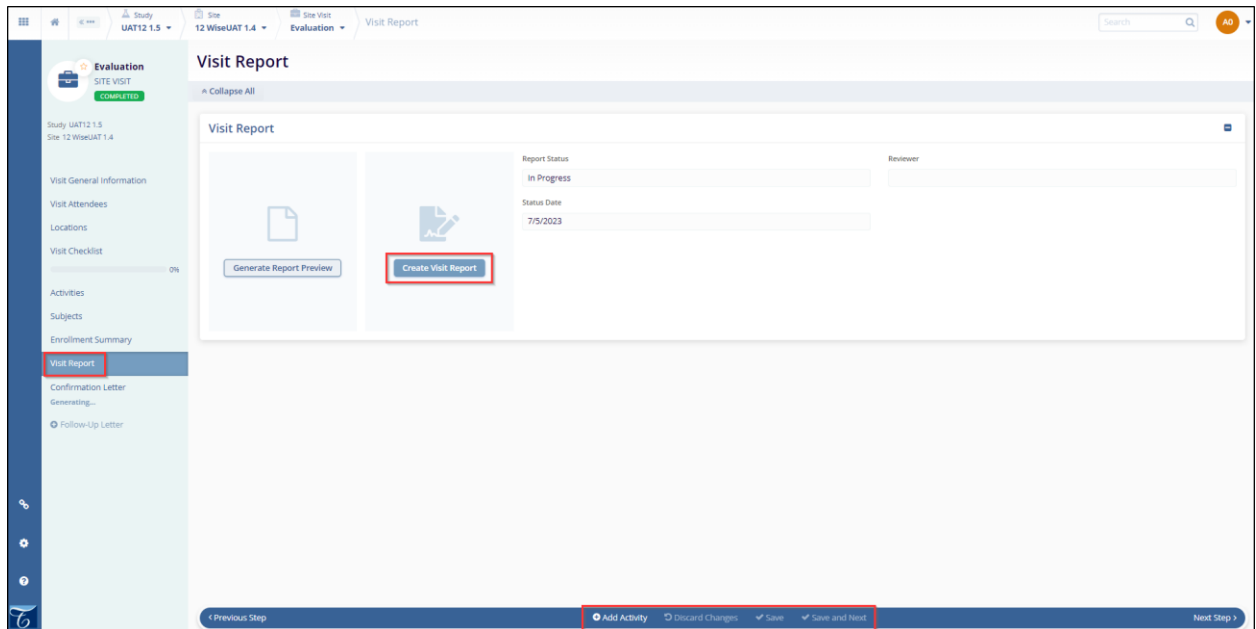 Study
UAT12 1.5
Site
12 WiseUAT 1.4
Site Visit
Evaluation
Visit Report
Search
AO
Evaluation
SITE VISIT
COMPLETED
Study UAT12 1.5
Site 12 WiseUAT 1.4
Visit General Information
Visit Attendees
Locations
Visit Checklist
0%
Activities
Subjects
Enrollment Summary
Visit Report
Confirmation Letter
Generating...
Follow-Up Letter
Visit Report
Collapse All
Visit Report
Generate Report Preview
Create Visit Report
Report Status
In Progress
Reviewer
Status Date
7/5/2023
Previous Step
Add Activity
Discard Changes
Save
Save and Next
Next Step